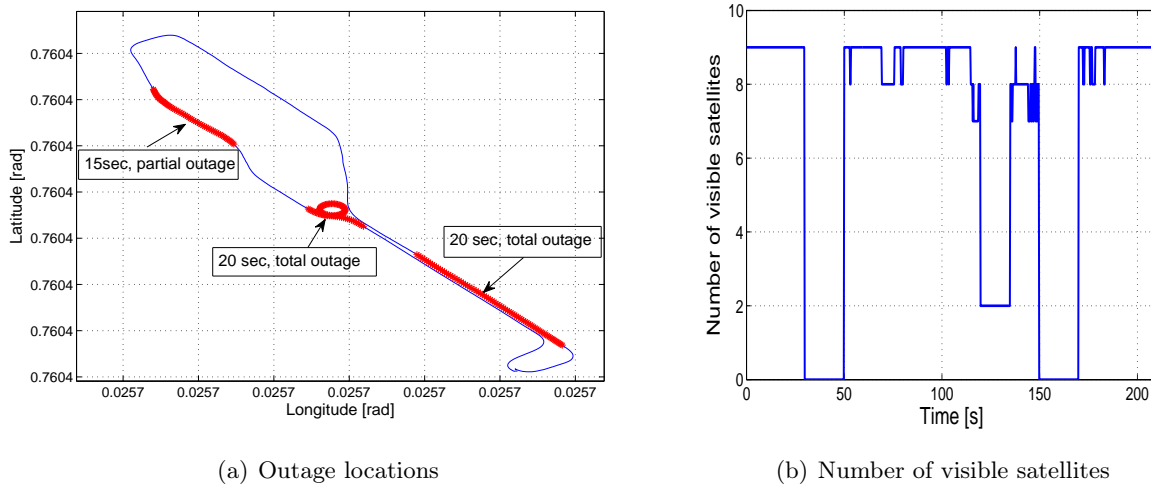 0.7604
0.7604
0.7604
0.7604
0.7604
0.7604
0.7604
0.7604
Latitude [rad]
15sec, partial outage
20 sec, total outage
20 sec, total outage
0.0257 0.0257 0.0257 0.0257 0.0257 0.0257 0.0257
Longitude [rad]
(a) Outage locations
10
8
6
4
2
0
Number of visible satellites
0 50 100 150 200
Time [s]
(b) Number of visible satellites